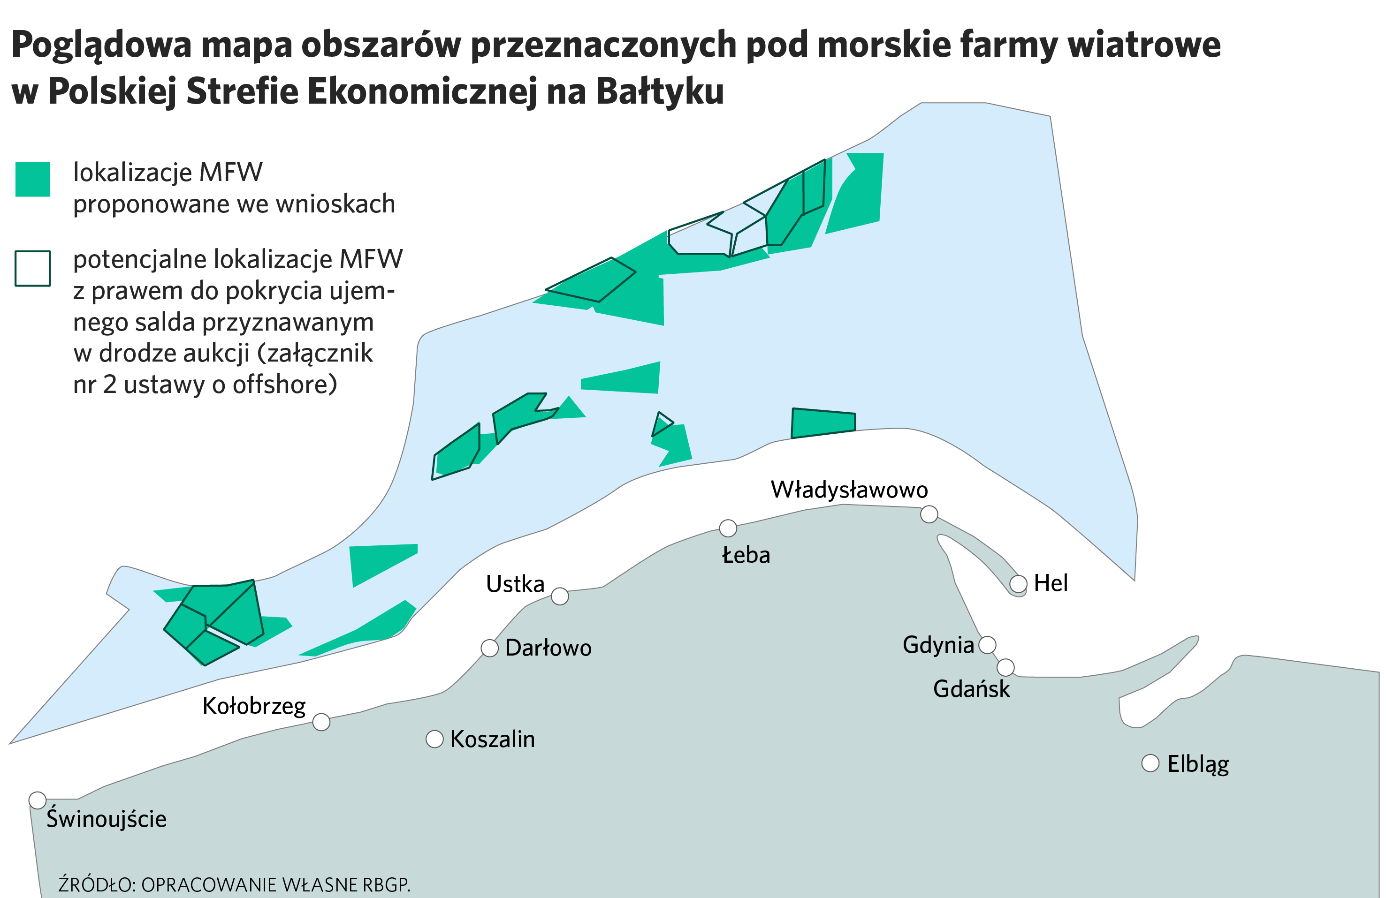 Poglądowa mapa obszarów przeznaczonych pod morskie farmy wiatrowe
w Polskiej Strefie Ekonomicznej na Bałtyku
lokalizacje MFW
proponowane we wnioskach
potencjalne lokalizacje MFW
z prawem do pokrycia ujem-
nego salda przyznawanym
w drodze aukcji (załącznik
nr 2 ustawy o offshore)
Władysławowo
Łeba
Ustka
Hel
Darłowo
Gdynia
Gdańsk
Kołobrzeg
Koszalin
Elbląg
Świnoujście
ŹRÓDŁO: OPRACOWANIE WŁASNE RBGP.